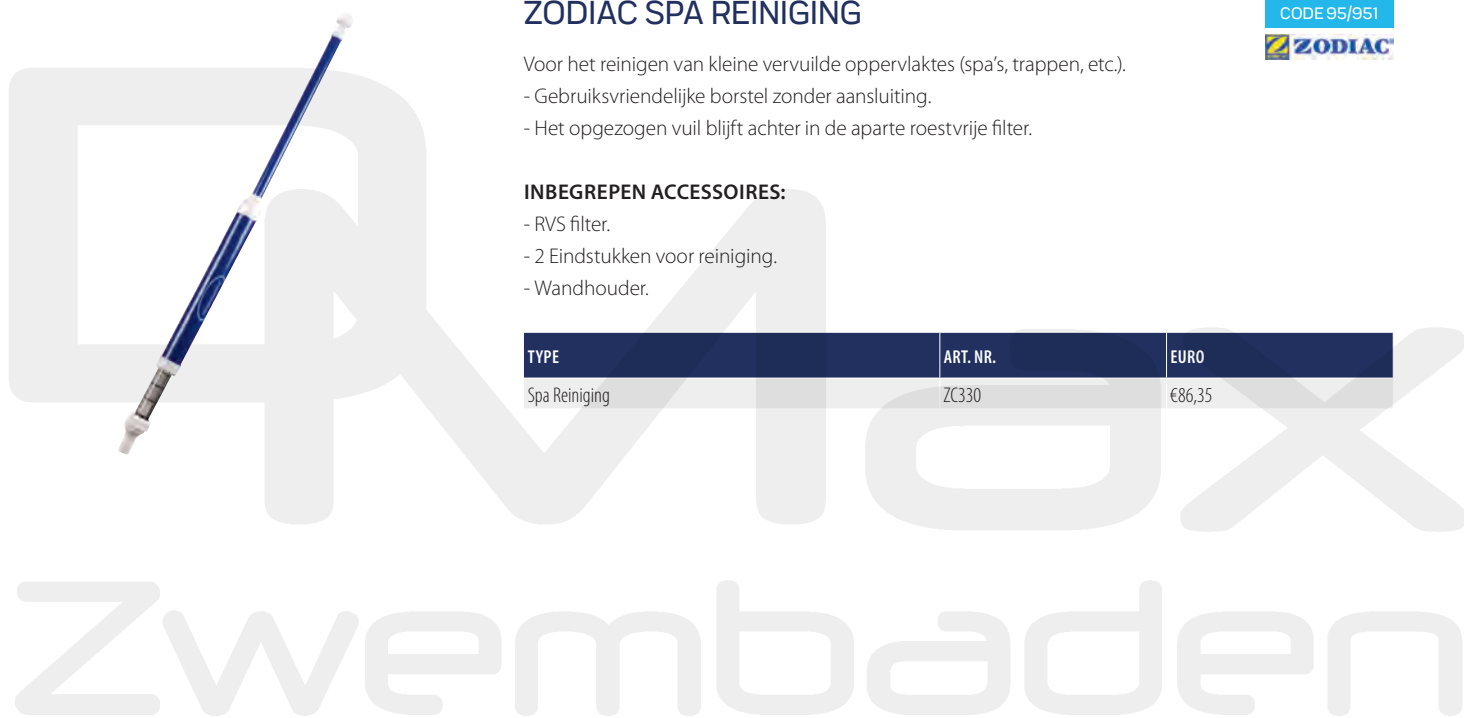 ZODIAC SPA REINIGING
CODE 95/951
ZODIAC
Voor het reinigen van kleine vervuilde oppervlaktes (spa's, trappen, etc.).
- Gebruiksvriendelijke borstel zonder aansluiting.
- Het opgezogen vuil blijft achter in de aparte roestvrije filter.
INBEGREPEN ACCESSOIRES:
- RVS filter.
- 2 Eindstukken voor reiniging.
- Wandhouder.
TYPE ART. NR. EURO
Spa Reiniging ZC330 €86,35
DMax
Zwembaden